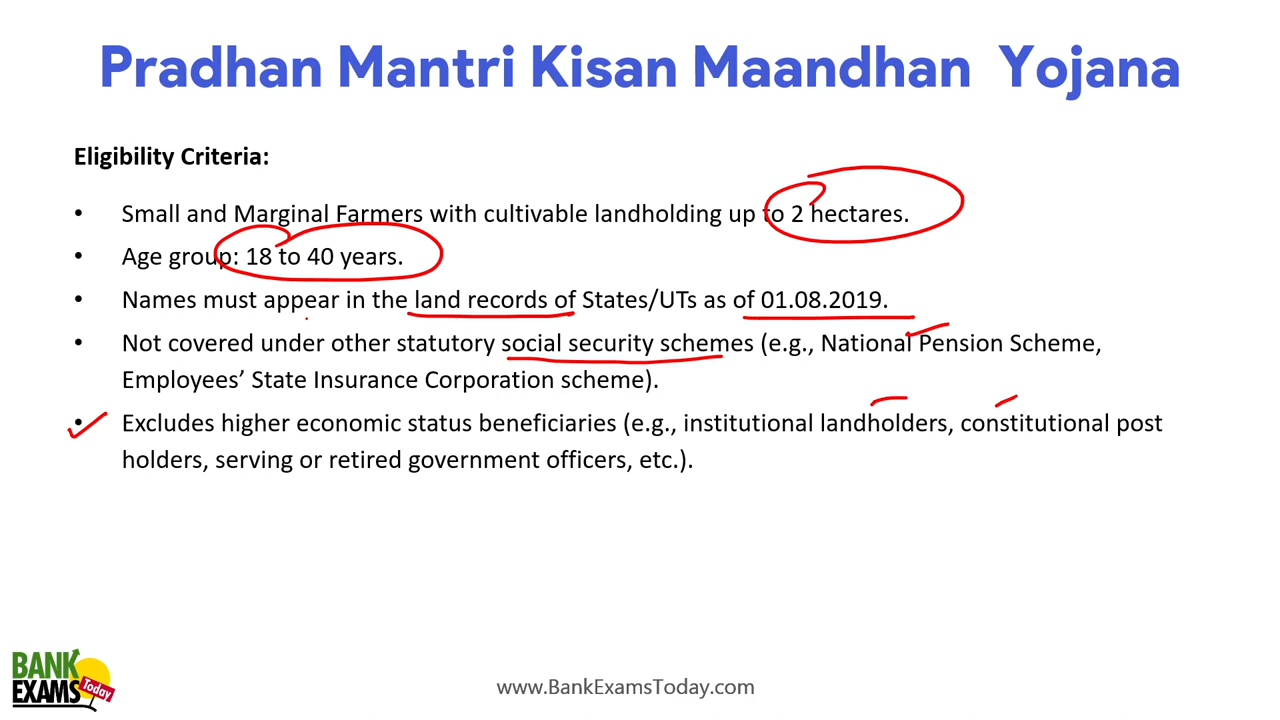 Pradhan Mantri Kisan Maandhan Yojana
Eligibility Criteria:
• Small and Marginal Farmers with cultivable landholding up to 2 hectares.
• Age group: 18 to 40 years.
• Names must appear in the land records of States/UTs as of 01.08.2019.
• Not covered under other statutory social security schemes (e.g., National Pension Scheme,
Employees’ State Insurance Corporation scheme).
• Excludes higher economic status beneficiaries (e.g., institutional landholders, constitutional post
holders, serving or retired government officers, etc.).
BANK
EXAMS
Today
www.BankExamsToday.com